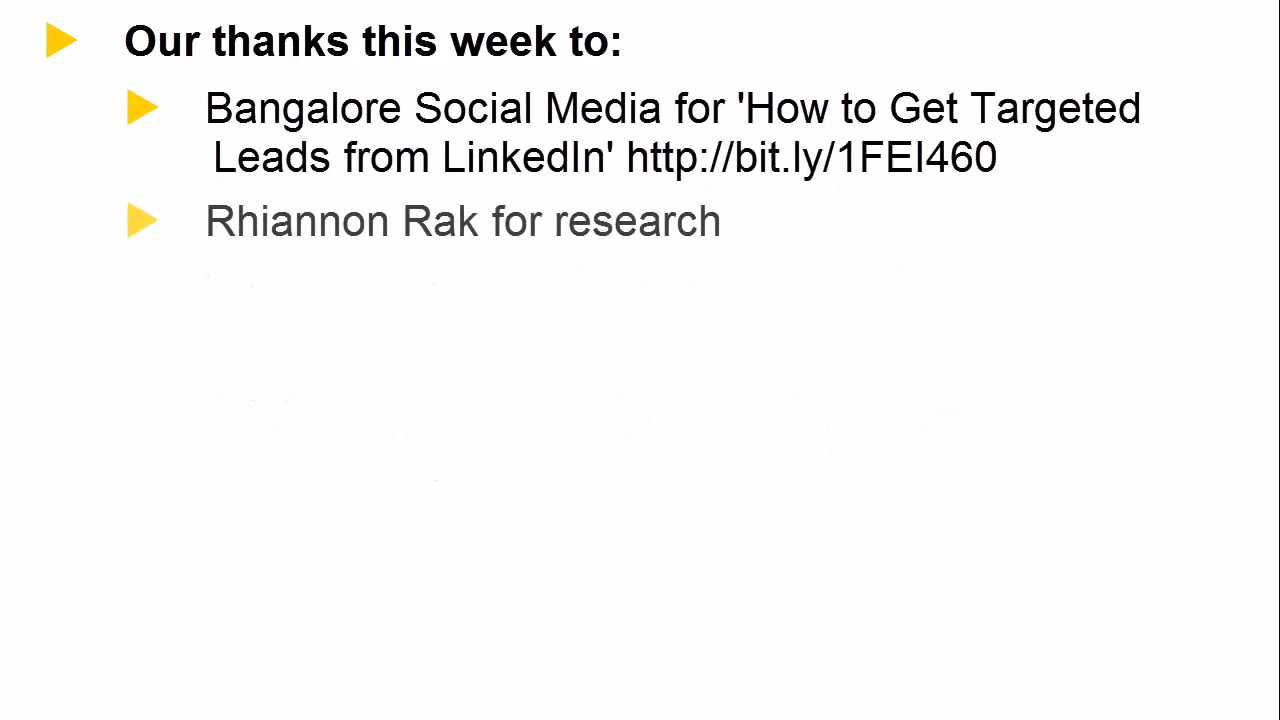 Our thanks this week to:
Bangalore Social Media for 'How to Get Targeted
Leads from LinkedIn' http://bit.ly/1FEI460
Rhiannon Rak for research